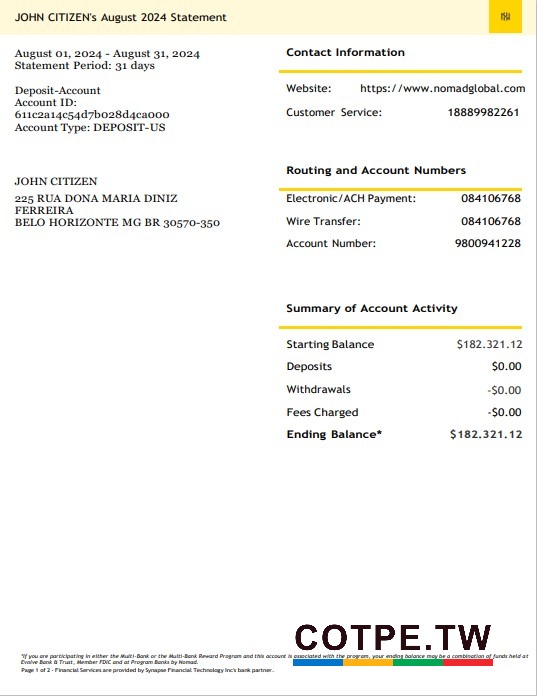 JOHN CITIZEN's August 2024 Statement
August 01, 2024 - August 31, 2024
Statement Period: 31 days
Deposit-Account
Account ID:
611c2a14c54d7b028d4ca000
Account Type: DEPOSIT-US
JOHN CITIZEN
225 RUA DONA MARIA DINIZ
FERREIRA
BELO HORIZONTE MG BR 30570-350
Contact Information
Website: https://www.nomadglobal.com
Customer Service: 18889982261
Routing and Account Numbers
Electronic/ACH Payment: 084106768
Wire Transfer: 084106768
Account Number: 9800941228
Summary of Account Activity
Starting Balance $182.321.12
Deposits $0.00
Withdrawals -$0.00
Fees Charged -$0.00
Ending Balance* $182.321.12
COTPE.TW
*If you are participating in either the Multi-Bank or the Multi-Bank Reward Program and this account is associated with the program, your ending balance may be a combination of funds held at
Evolve Bank & Trust, Member FDIC and at Program Banks by Nomad.
Page 1 of 2 - Financial Services are provided by Synapse Financial Technology Inc's bank partner.